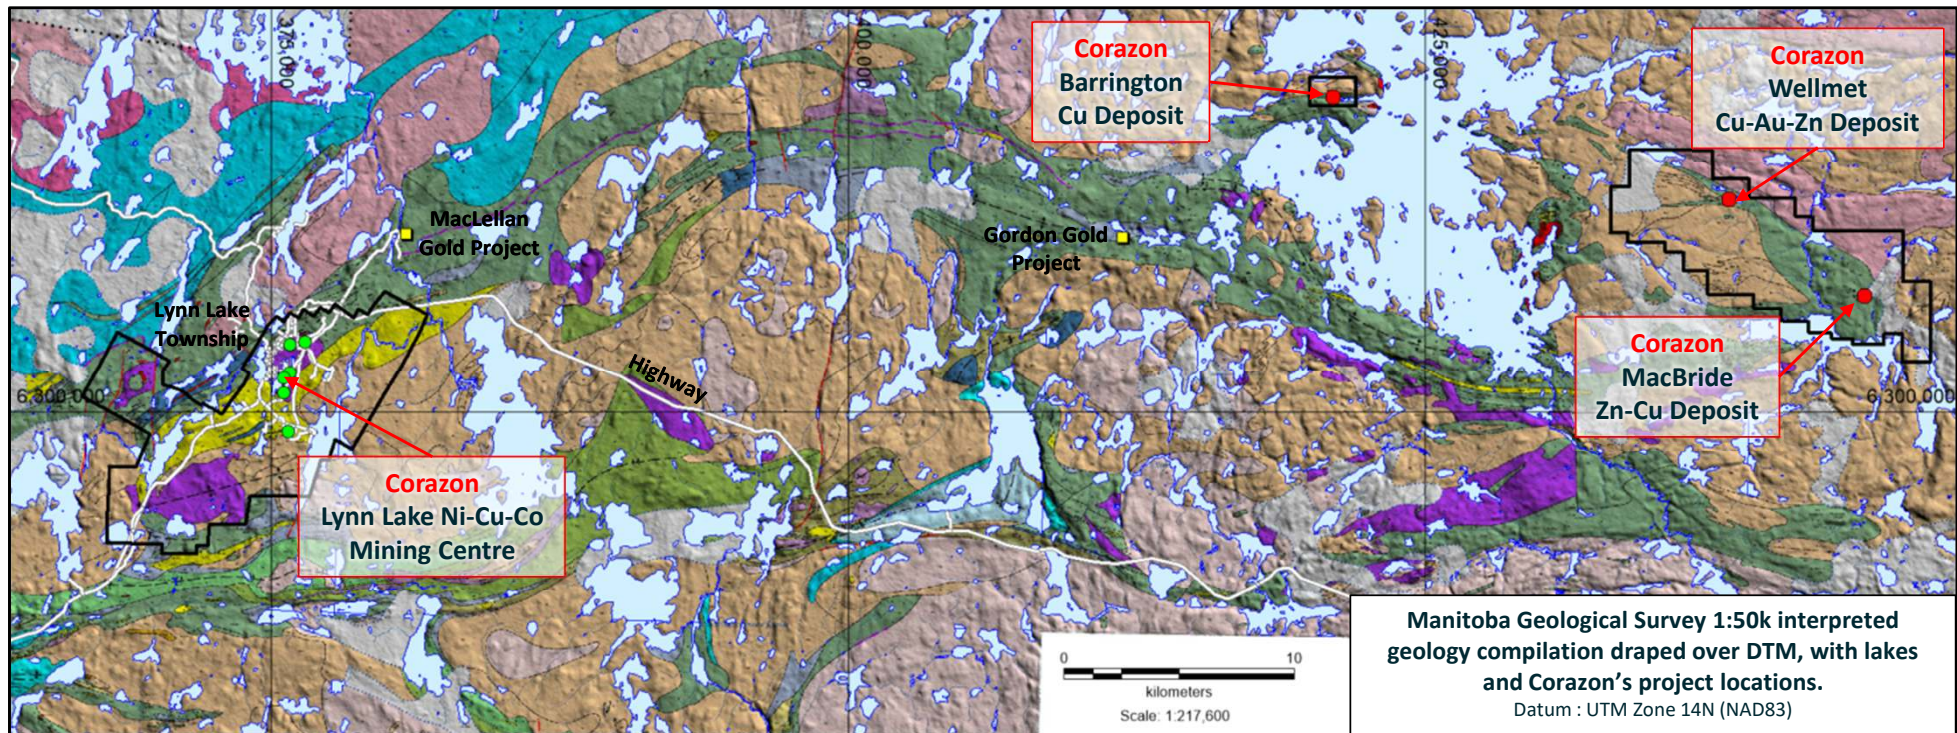 375,000
400,000
425,000
Corazon
Barrington
Cu Deposit
Corazon
Wellmet
Cu-Au-Zn Deposit
MacLellan
Gold Project
Gordon Gold
Project
Lynn Lake
Township
Highway
6,300,000
6,300,000
Corazon
MacBride
Zn-Cu Deposit
Corazon
Lynn Lake Ni-Cu-Co
Mining Centre
0 10
kilometers
Scale: 1:217,600
Manitoba Geological Survey 1:50k interpreted
geology compilation draped over DTM, with lakes
and Corazon's project locations.
Datum : UTM Zone 14N (NAD83)